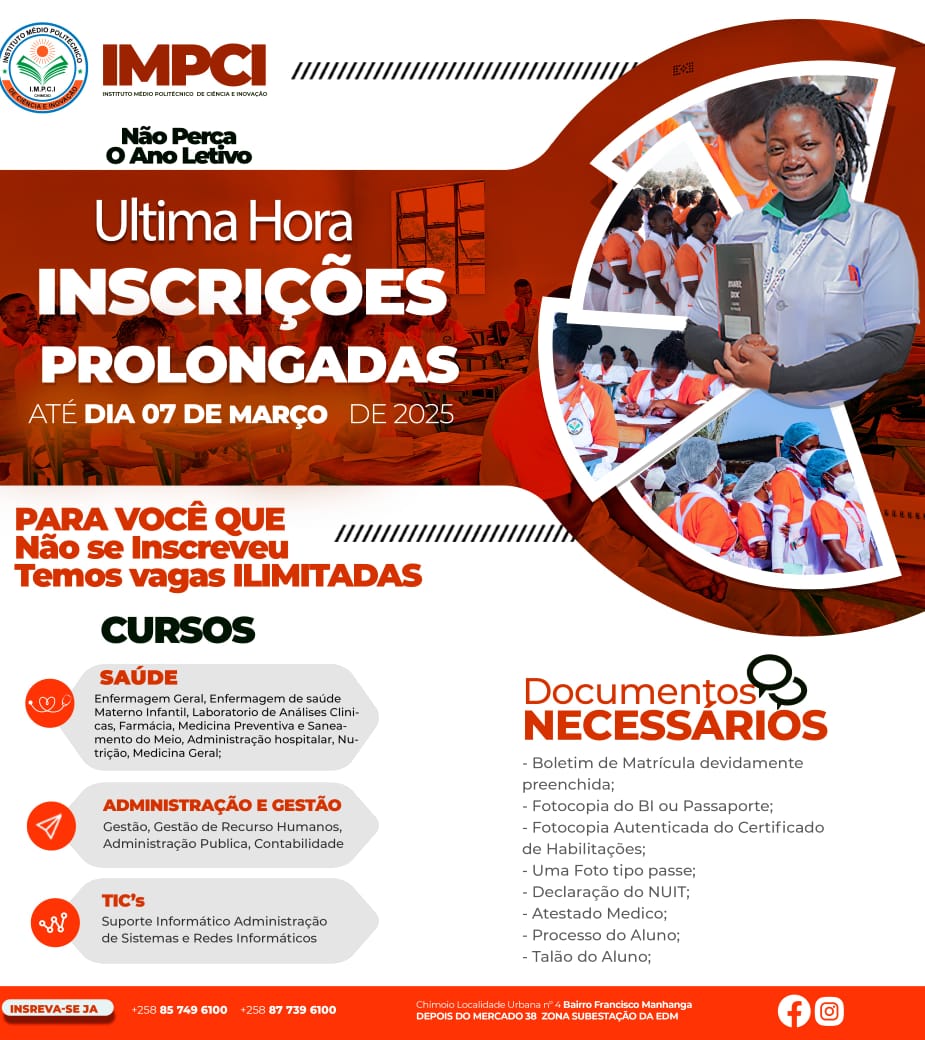 INSTITUTO MÉDIO POLITÉCNICO
I.M.P.C.I
CHIMOIO
DE CIÊNCIA E INOVAÇÃO
IMPCI
INSTITUTO MÉDIO POLITÉCNICO DE CIÊNCIA E INOVAÇÃO
Não Perça
O Ano Letivo
Ultima Hora
INSCRIÇÕES
PROLONGADAS
ATÉ DIA 07 DE MARÇO DE 2025
PARA VOCÊ QUE
Não se Inscreveu
Temos vagas ILIMITADAS
CURSOS
SAÚDE
Enfermagem Geral, Enfermagem de saúde
Materno Infantil, Laboratorio de Análises Clini-
cas, Farmácia, Medicina Preventiva e Sanea-
mento do Meio, Administração hospitalar, Nu-
trição, Medicina Geral;
ADMINISTRAÇÃO E GESTÃO
Gestão, Gestão de Recurso Humanos,
Administração Publica, Contabilidade
TIC's
Suporte Informático Administração
de Sistemas e Redes Informáticos
Documentos
NECESSÁRIOS
- Boletim de Matrícula devidamente
preenchida;
- Fotocopia do BI ou Passaporte;
- Fotocopia Autenticada do Certificado
de Habilitações;
- Uma Foto tipo passe;
- Declaração do NUIT;
- Atestado Medico;
- Processo do Aluno;
- Talão do Aluno;
INSREVA-SE JA
+258 85 749 6100 +258 87 739 6100
Chimoio Localidade Urbana nº 4 Bairro Francisco Manhanga
DEPOIS DO MERCADO 38 ZONA SUBESTAÇÃO DA EDM